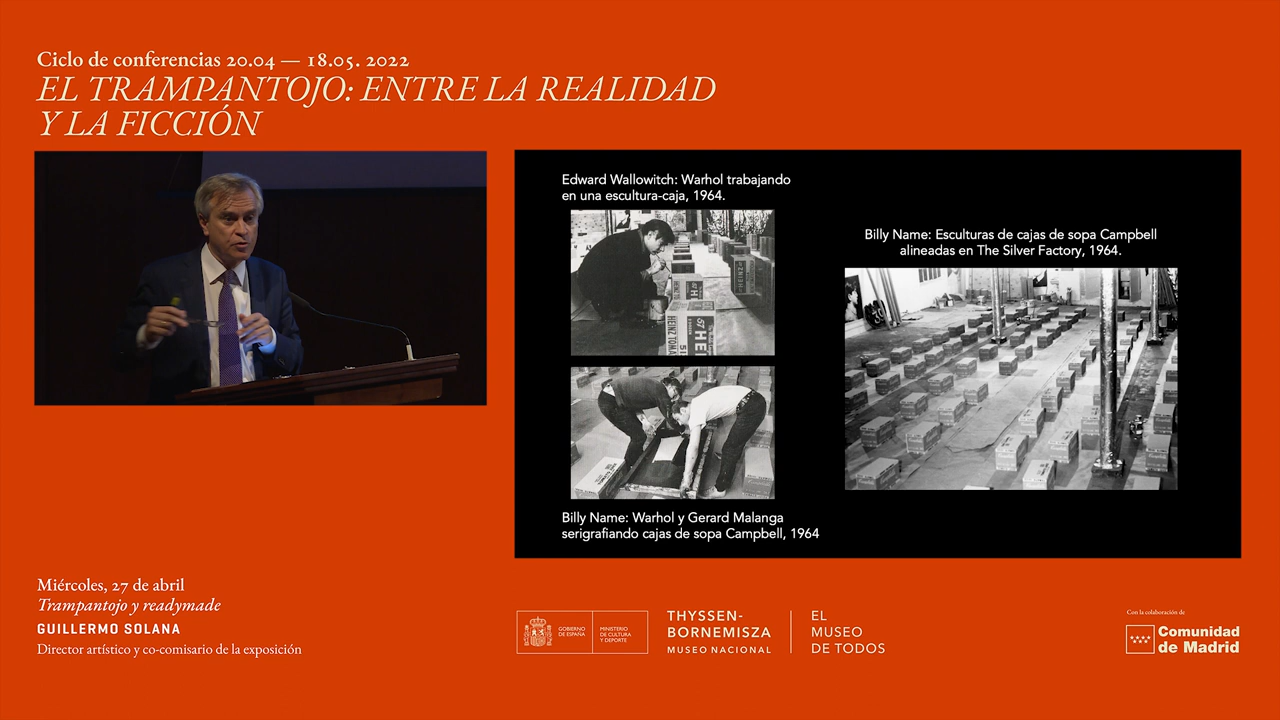 Ciclo de conferencias 20.04 — 18.05. 2022
EL TRAMPANTOJO: ENTRE LA REALIDAD
Y LA FICCIÓN
Edward Wallowitch: Warhol trabajando
en una escultura-caja, 1964.
Billy Name: Esculturas de cajas de sopa Campbell
alineadas en The Silver Factory, 1964.
HEINZ
57
Billy Name: Warhol y Gerard Malanga
serigrafiando cajas de sopa Campbell, 1964
Miércoles, 27 de abril
Trampantojo y readymade
GUILLERMO SOLANA
Director artístico y co-comisario de la exposición
GOBIERNO
DE ESPAÑA
MINISTERIO
DE CULTURA
Y DEPORTE
THYSSEN-
BORNEMISZA
MUSEO NACIONAL
EL
MUSEO
DE TODOS
Con la colaboración de
Comunidad
de Madrid